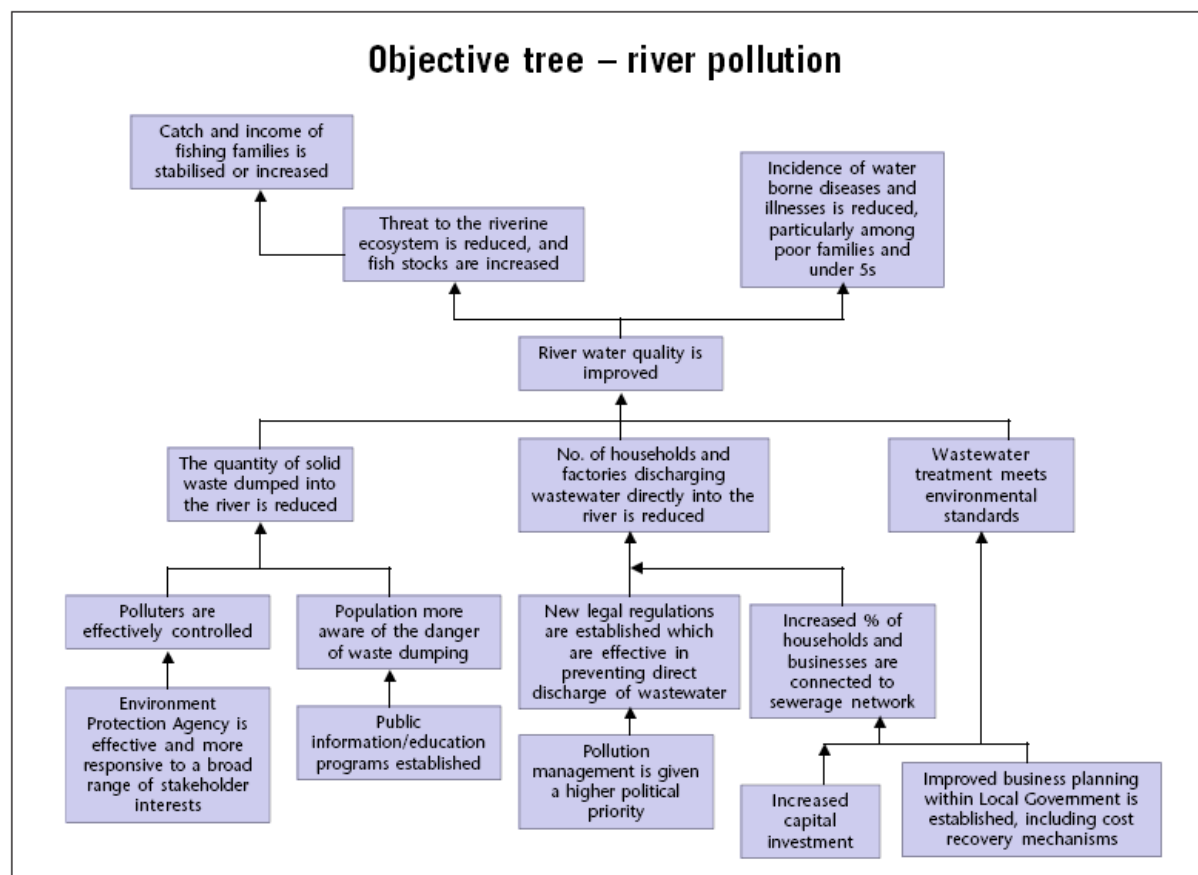 Objective tree – river pollution
Catch and income of
fishing families is
stabilised or increased
Incidence of water
borne diseases and
illnesses is reduced,
particularly among
poor families and
under 5s
Threat to the riverine
ecosystem is reduced, and
fish stocks are increased
River water quality is
improved
The quantity of solid
waste dumped into
the river is reduced
No. of households and
factories discharging
wastewater directly into the
river is reduced
Wastewater
treatment meets
environmental
standards
Polluters are
effectively controlled
Population more
aware of the danger
of waste dumping
New legal regulations
are established which
are effective in
preventing direct
discharge of wastewater
Increased % of
households and
businesses are
connected to
sewerage network
Environment
Protection Agency is
effective and more
responsive to a broad
range of stakeholder
interests
Public
information/education
programs established
Pollution
management is given
a higher political
priority
Increased
capital
investment
Improved business planning
within Local Government is
established, including cost
recovery mechanisms